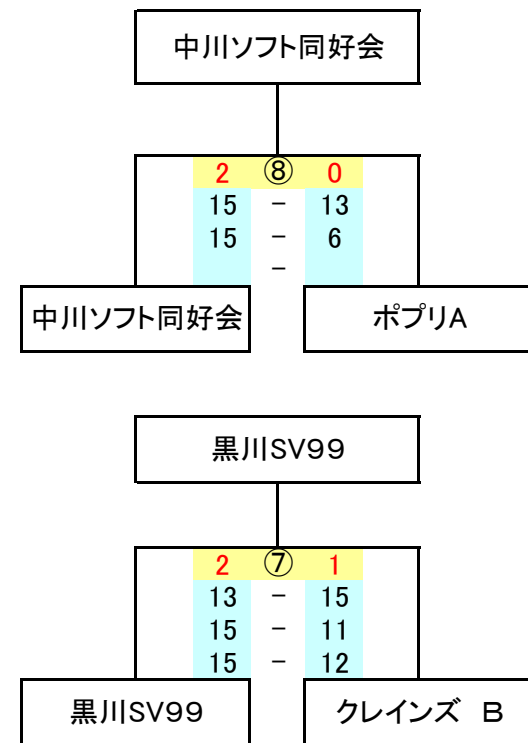 中川ソフト同好会
2 ⑧ 0
15 － 13
15 － 6
－
中川ソフト同好会 ポプリA
黒川SV99
2 ⑦ 1
13 － 15
15 － 11
15 － 12
黒川SV99 クレインズ　B